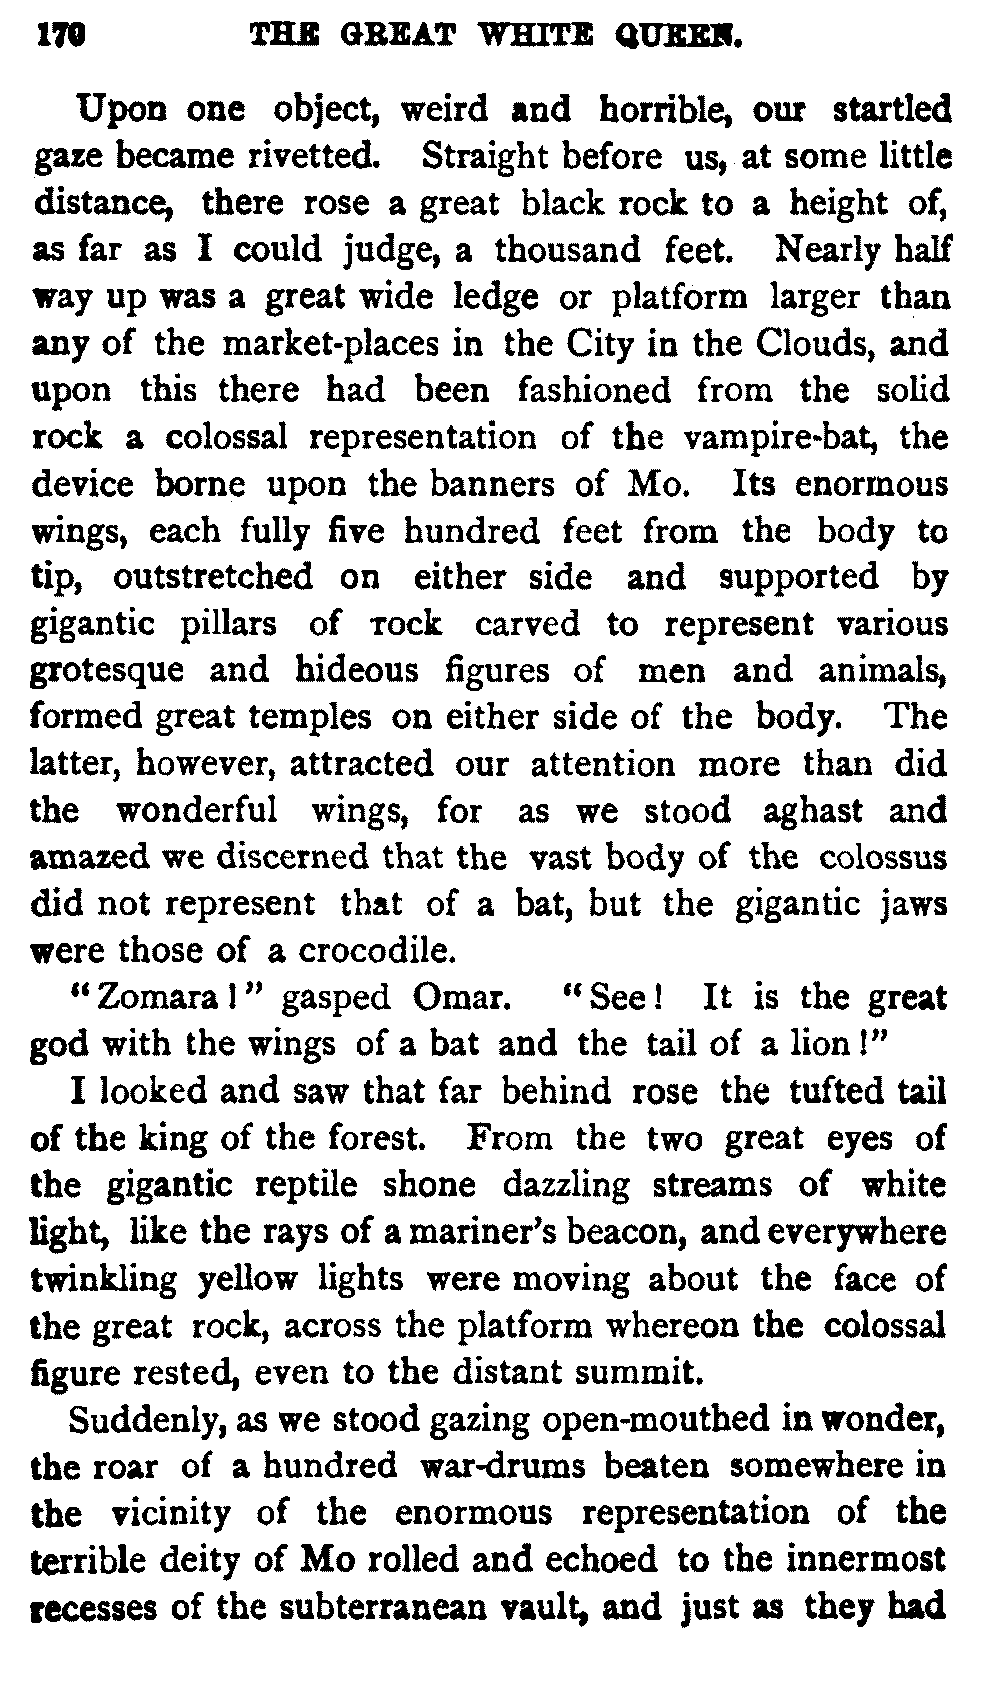 170 THE GREAT WHITE QUEEN.
Upon one object, weird and horrible, our startled
gaze became rivetted. Straight before us, at some little
distance, there rose a great black rock to a height of,
as far as I could judge, a thousand feet. Nearly half
way up was a great wide ledge or platform larger than
any of the market-places in the City in the Clouds, and
upon this there had been fashioned from the solid
rock a colossal representation of the vampire-bat, the
device borne upon the banners of Mo. Its enormous
wings, each fully five hundred feet from the body to
tip, outstretched on either side and supported by
gigantic pillars of rock carved to represent various
grotesque and hideous figures of men and animals,
formed great temples on either side of the body. The
latter, however, attracted our attention more than did
the wonderful wings, for as we stood aghast and
amazed we discerned that the vast body of the colossus
did not represent that of a bat, but the gigantic jaws
were those of a crocodile.
"Zomara!" gasped Omar. "See! It is the great
god with the wings of a bat and the tail of a lion!"
I looked and saw that far behind rose the tufted tail
of the king of the forest. From the two great eyes of
the gigantic reptile shone dazzling streams of white
light, like the rays of a mariner's beacon, and everywhere
twinkling yellow lights were moving about the face of
the great rock, across the platform whereon the colossal
figure rested, even to the distant summit.
Suddenly, as we stood gazing open-mouthed in wonder,
the roar of a hundred war-drums beaten somewhere in
the vicinity of the enormous representation of the
terrible deity of Mo rolled and echoed to the innermost
recesses of the subterranean vault, and just as they had